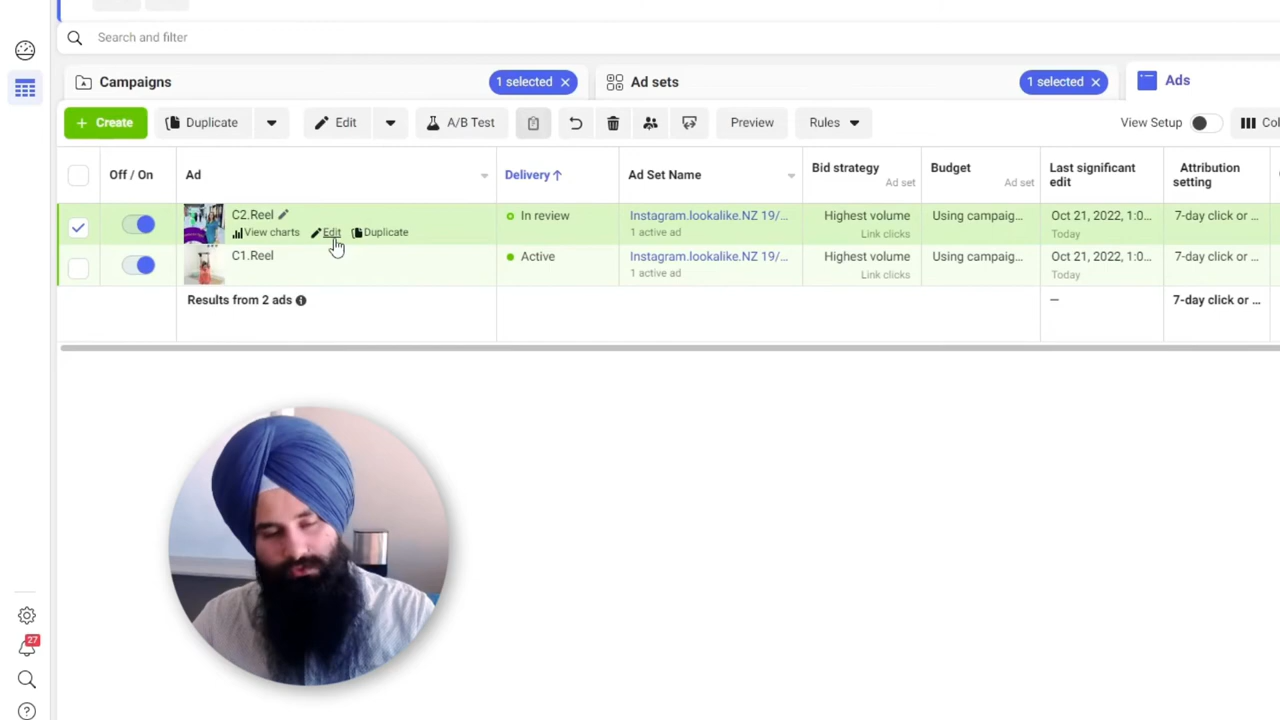 Search and filter
Campaigns 1 selected × Ad sets 1 selected × Ads
+ Create Duplicate Edit A/B Test Preview Rules View Setup
Off / On Ad Delivery ↑ Ad Set Name Bid strategy Ad set Budget Ad set Last significant edit Attribution setting
C2.Reel In review Instagram.lookalike.NZ 19/... Highest volume Using campaig... Oct 21, 2022, 1:0... 7-day click or ...
View charts Edit Duplicate 1 active ad Link clicks Today
C1.Reel Active Instagram.lookalike.NZ 19/... Highest volume Using campaig... Oct 21, 2022, 1:0... 7-day click or ...
1 active ad Link clicks Today
Results from 2 ads — 7-day click or ...
27